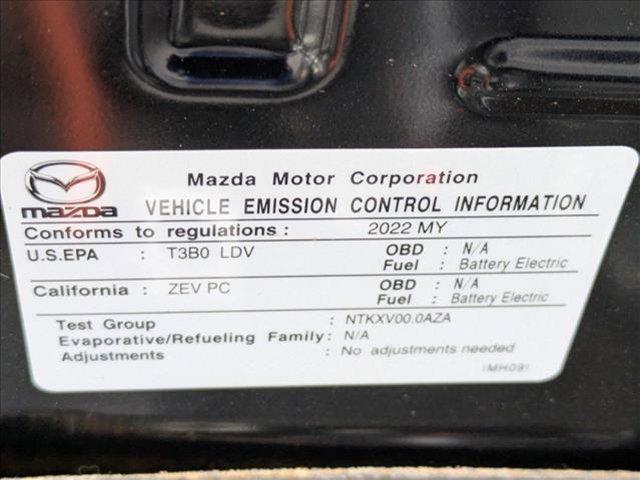 Mazda Motor Corporation
mazda VEHICLE EMISSION CONTROL INFORMATION
Conforms to regulations : 2022 MY
U.S.EPA : T3B0 LDV OBD : N/A
Fuel : Battery Electric
California : ZEV PC OBD : N/A
Fuel : Battery Electric
Test Group : NTKXV00.0AZA
Evaporative/Refueling Family: N/A
Adjustments : No adjustments needed
(MH09)